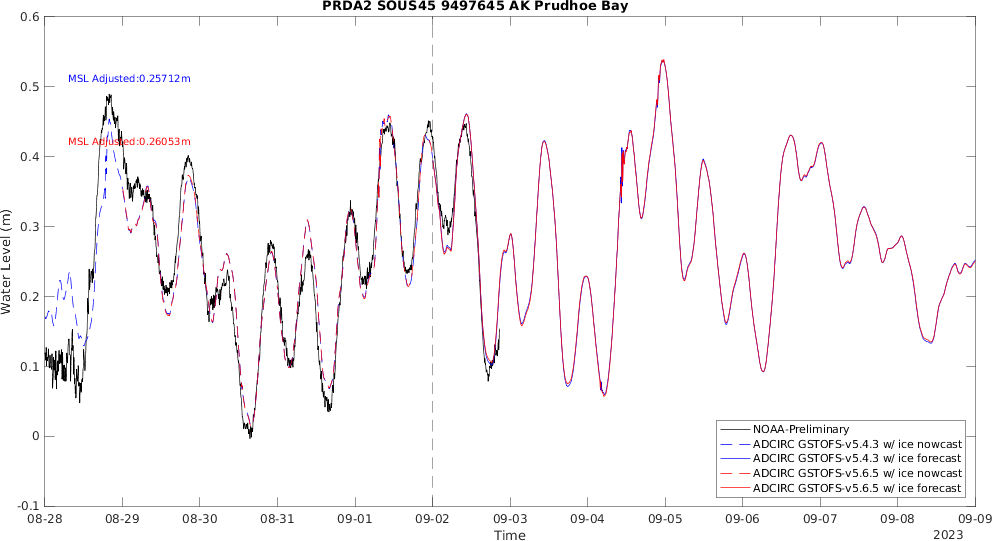 PRDA2 SOUS45 9497645 AK Prudhoe Bay
0.6
0.5
0.4
0.3
0.2
0.1
0
-0.1
Water Level (m)
MSL Adjusted:0.25712m
MSL Adjusted:0.26053m
NOAA-Preliminary
ADCIRC GSTOFS-v5.4.3 w/ ice nowcast
ADCIRC GSTOFS-v5.4.3 w/ ice forecast
ADCIRC GSTOFS-v5.6.5 w/ ice nowcast
ADCIRC GSTOFS-v5.6.5 w/ ice forecast
08-28 08-29 08-30 08-31 09-01 09-02 09-03 09-04 09-05 09-06 09-07 09-08 09-09
Time
2023